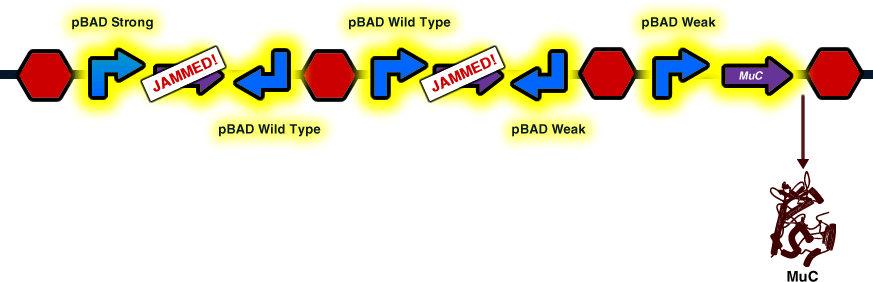 pBAD Strong
pBAD Wild Type
pBAD Weak
JAMMED!
JAMMED!
MuC
pBAD Wild Type
pBAD Weak
MuC